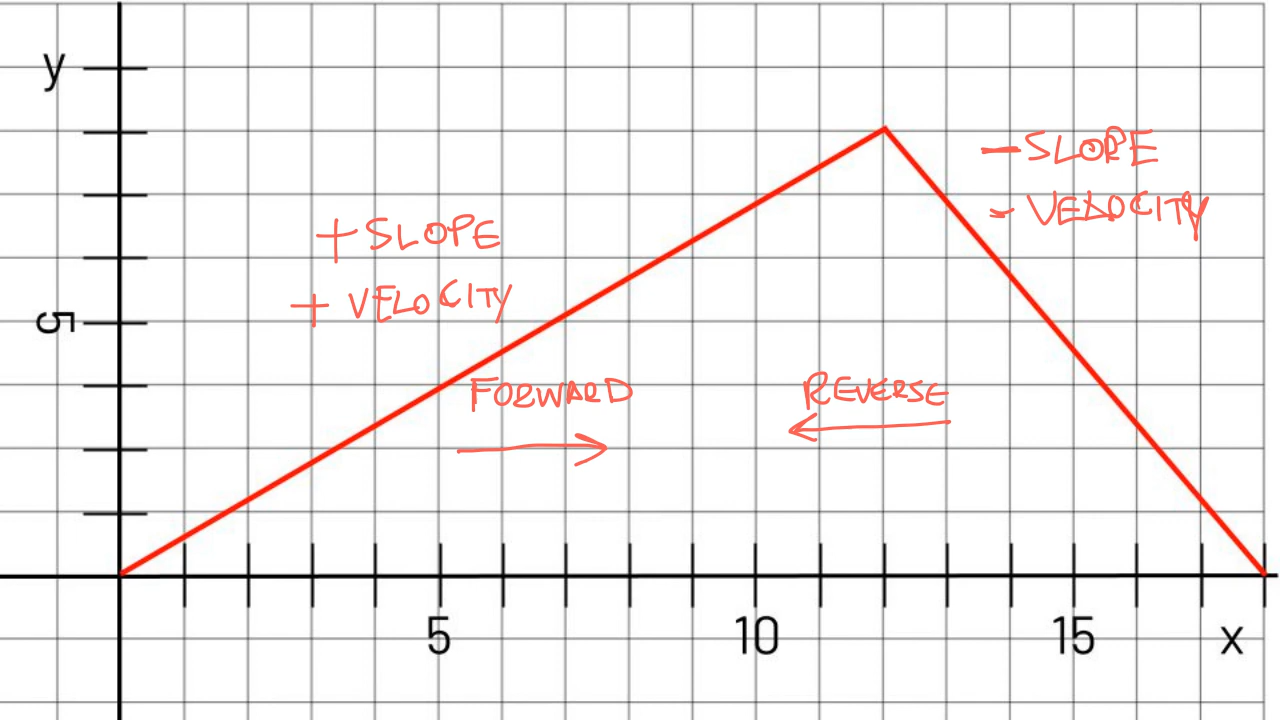 y
- SLOPE
- VELOCITY
+ SLOPE
+ VELOCITY
5
FORWARD
REVERSE
5 10 15 x